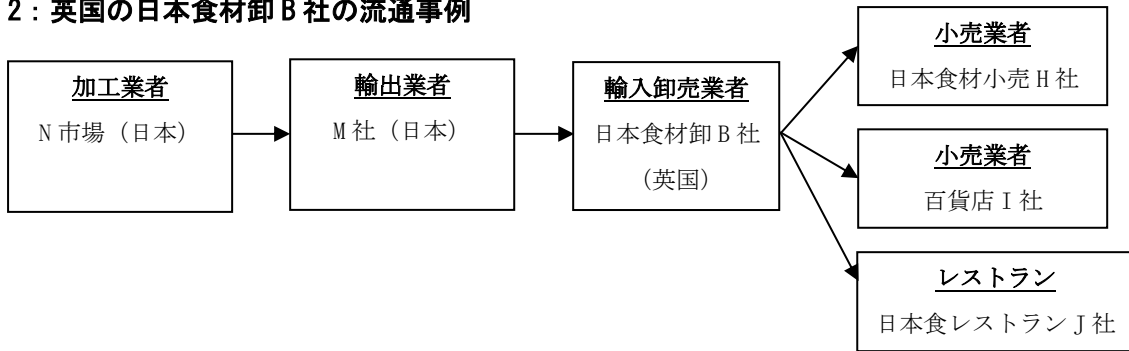 2：英国の日本食材卸B社の流通事例
加工業者
N市場（日本）
輸出業者
M社（日本）
輸入卸売業者
日本食材卸B社
（英国）
小売業者
日本食材小売H社
小売業者
百貨店I社
レストラン
日本食レストランJ社